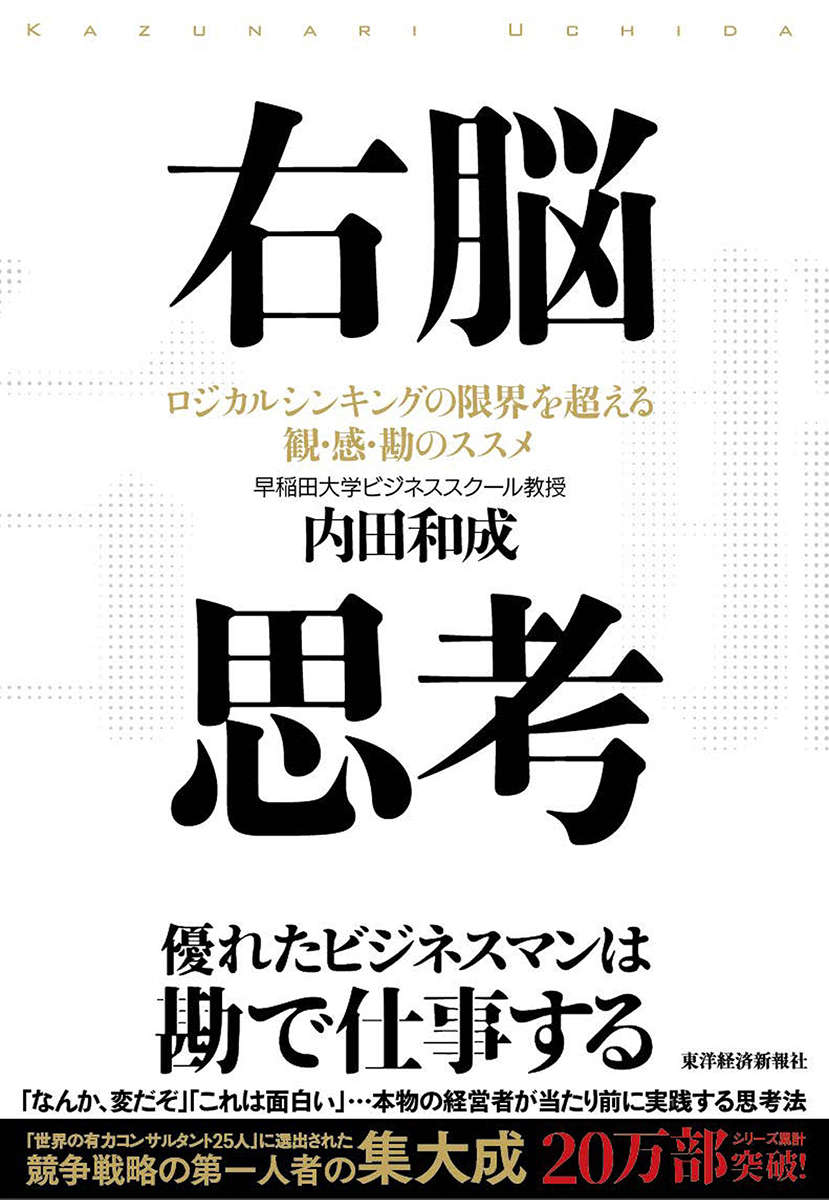 KAZUNARI UCHIDA
右脳
ロジカルシンキングの限界を超える
観・感・勘のススメ
早稲田大学ビジネススクール教授
内田和成
思考
優れたビジネスマンは
勘で仕事する
東洋経済新報社
「なんか、変だぞ」「これは面白い」…本物の経営者が当たり前に実践する思考法
「世界の有力コンサルタント25人」に選出された
競争戦略の第一人者の集大成
シリーズ累計
20万部突破!